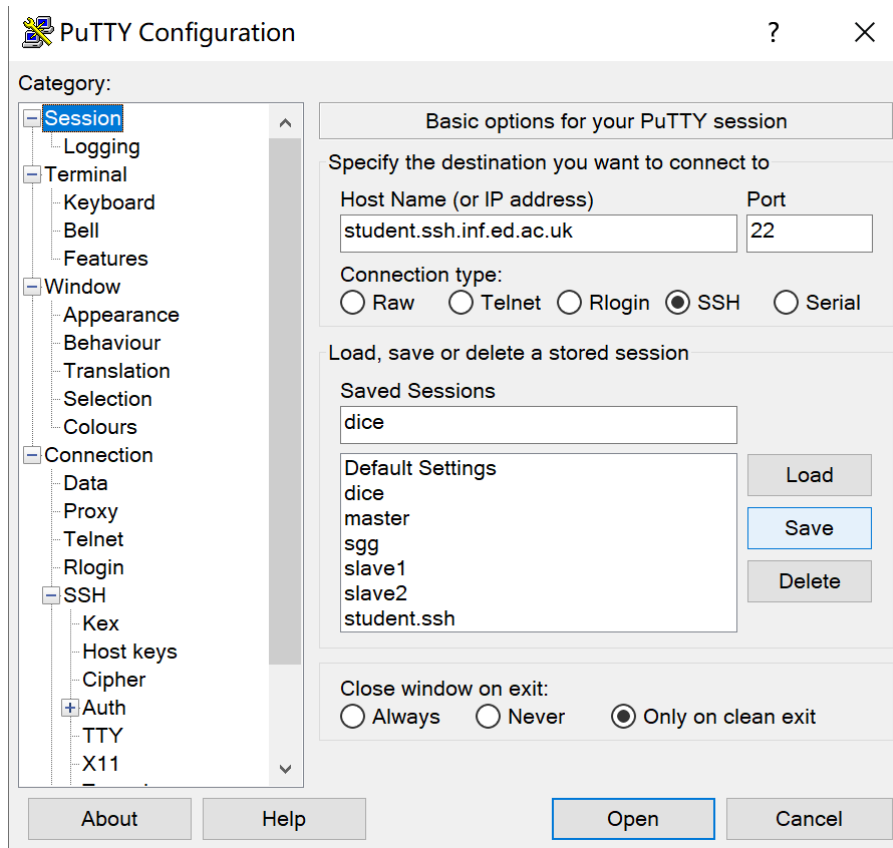 PuTTY Configuration
?
Category:
Session
Logging
Terminal
Keyboard
Bell
Features
Window
Appearance
Behaviour
Translation
Selection
Colours
Connection
Data
Proxy
Telnet
Rlogin
SSH
Kex
Host keys
Cipher
Auth
TTY
X11
Basic options for your PuTTY session
Specify the destination you want to connect to
Host Name (or IP address) Port
student.ssh.inf.ed.ac.uk 22
Connection type:
Raw Telnet Rlogin SSH Serial
Load, save or delete a stored session
Saved Sessions
dice
Default Settings
dice
master
sgg
slave1
slave2
student.ssh
Load
Save
Delete
Close window on exit:
Always Never Only on clean exit
About Help Open Cancel